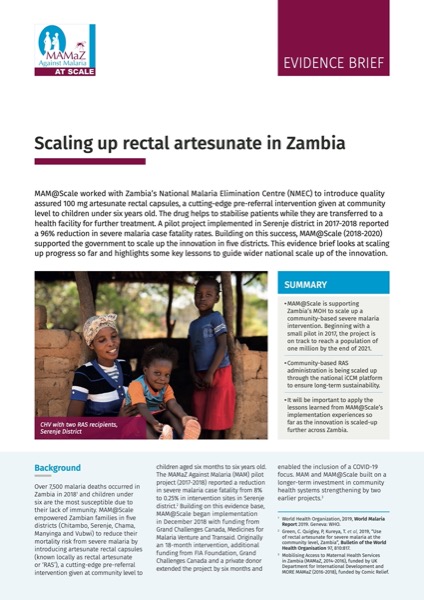 MAMaZ
Against Malaria
AT SCALE
EVIDENCE BRIEF
Scaling up rectal artesunate in Zambia
MAM@Scale worked with Zambia's National Malaria Elimination Centre (NMEC) to introduce quality
assured 100 mg artesunate rectal capsules, a cutting-edge pre-referral intervention given at community
level to children under six years old. The drug helps to stabilise patients while they are transferred to a
health facility for further treatment. A pilot project implemented in Serenje district in 2017-2018 reported
a 96% reduction in severe malaria case fatality rates. Building on this success, MAM@Scale (2018-2020)
supported the government to scale up the innovation in five districts. This evidence brief looks at scaling
up progress so far and highlights some key lessons to guide wider national scale up of the innovation.
CHV with two RAS recipients,
Serenje District
SUMMARY
• MAM@Scale is supporting
Zambia's MOH to scale up a
community-based severe malaria
intervention. Beginning with a
small pilot in 2017, the project is
on track to reach a population of
one million by the end of 2021.
• Community-based RAS
administration is being scaled up
through the national iCCM platform
to ensure long-term sustainability.
• It will be important to apply the
lessons learned from MAM@Scale's
implementation experiences so
far as the innovation is scaled-up
further across Zambia.
Background
Over 7,500 malaria deaths occurred in
Zambia in 2018¹ and children under
six are the most susceptible due to
their lack of immunity. MAM@Scale
empowered Zambian families in five
districts (Chitambo, Serenje, Chama,
Manyinga and Vubwi) to reduce their
mortality risk from severe malaria by
introducing artesunate rectal capsules
(known locally as rectal artesunate
or 'RAS'), an evidence-based pre-referral
intervention given at community level to
children aged six months to six years old.
The MAMaZ Against Malaria (MAM) pilot
project (2017-2018) reported a reduction
in severe malaria case fatality from 8%
to 0.25% in intervention sites in Serenje
district.² Building on this evidence base,
MAM@Scale began implementation
in December 2018 with funding from
Grand Challenges Canada, Medicines for
Malaria Venture and Transaid. Originally
an 18-month intervention, additional
funding from FIA Foundation, Grand
Challenges Canada and a private donor
extended the project by six months and
enabled the inclusion of a COVID-19
focus. MAM and MAM@Scale built on a
longer-term investment in community
health systems strengthening by two
earlier projects.³
¹ World Health Organization, 2019, World Malaria
Report 2019. Geneva: WHO.
² Green, C. Quigley, P, Kureya, T. et al, 2019, "Use
of rectal artesunate for severe malaria at the
community level, Zambia", Bulletin of the World
Health Organisation 97, 810:817.
³ Mobilising Access to Maternal Health Services
in Zambia (MAMaZ, 2014-2016), funded by UK
Department for International Development and
MORE MAMaZ (2016-2018), funded by Comic Relief.